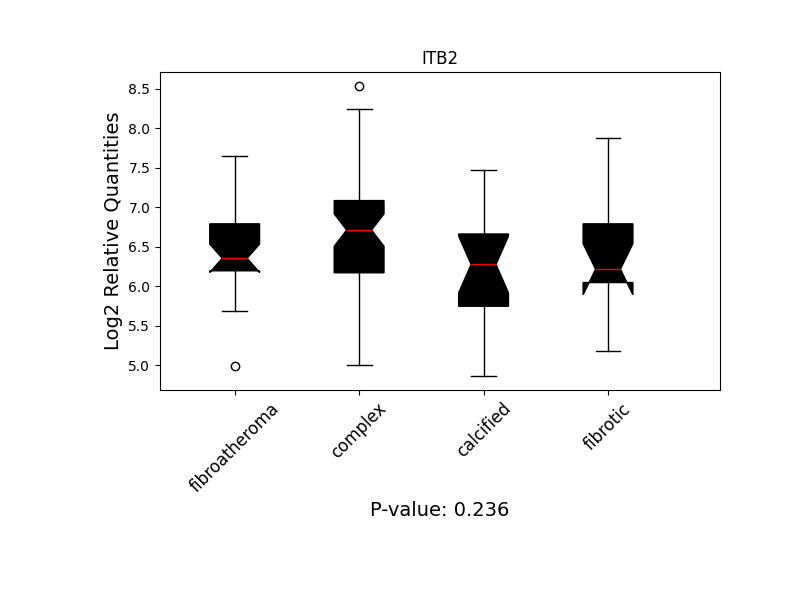 ITB2
Log2 Relative Quantities
8.5
8.0
7.5
7.0
6.5
6.0
5.5
5.0
fibroatheroma
complex
calcified
fibrotic
P-value: 0.236